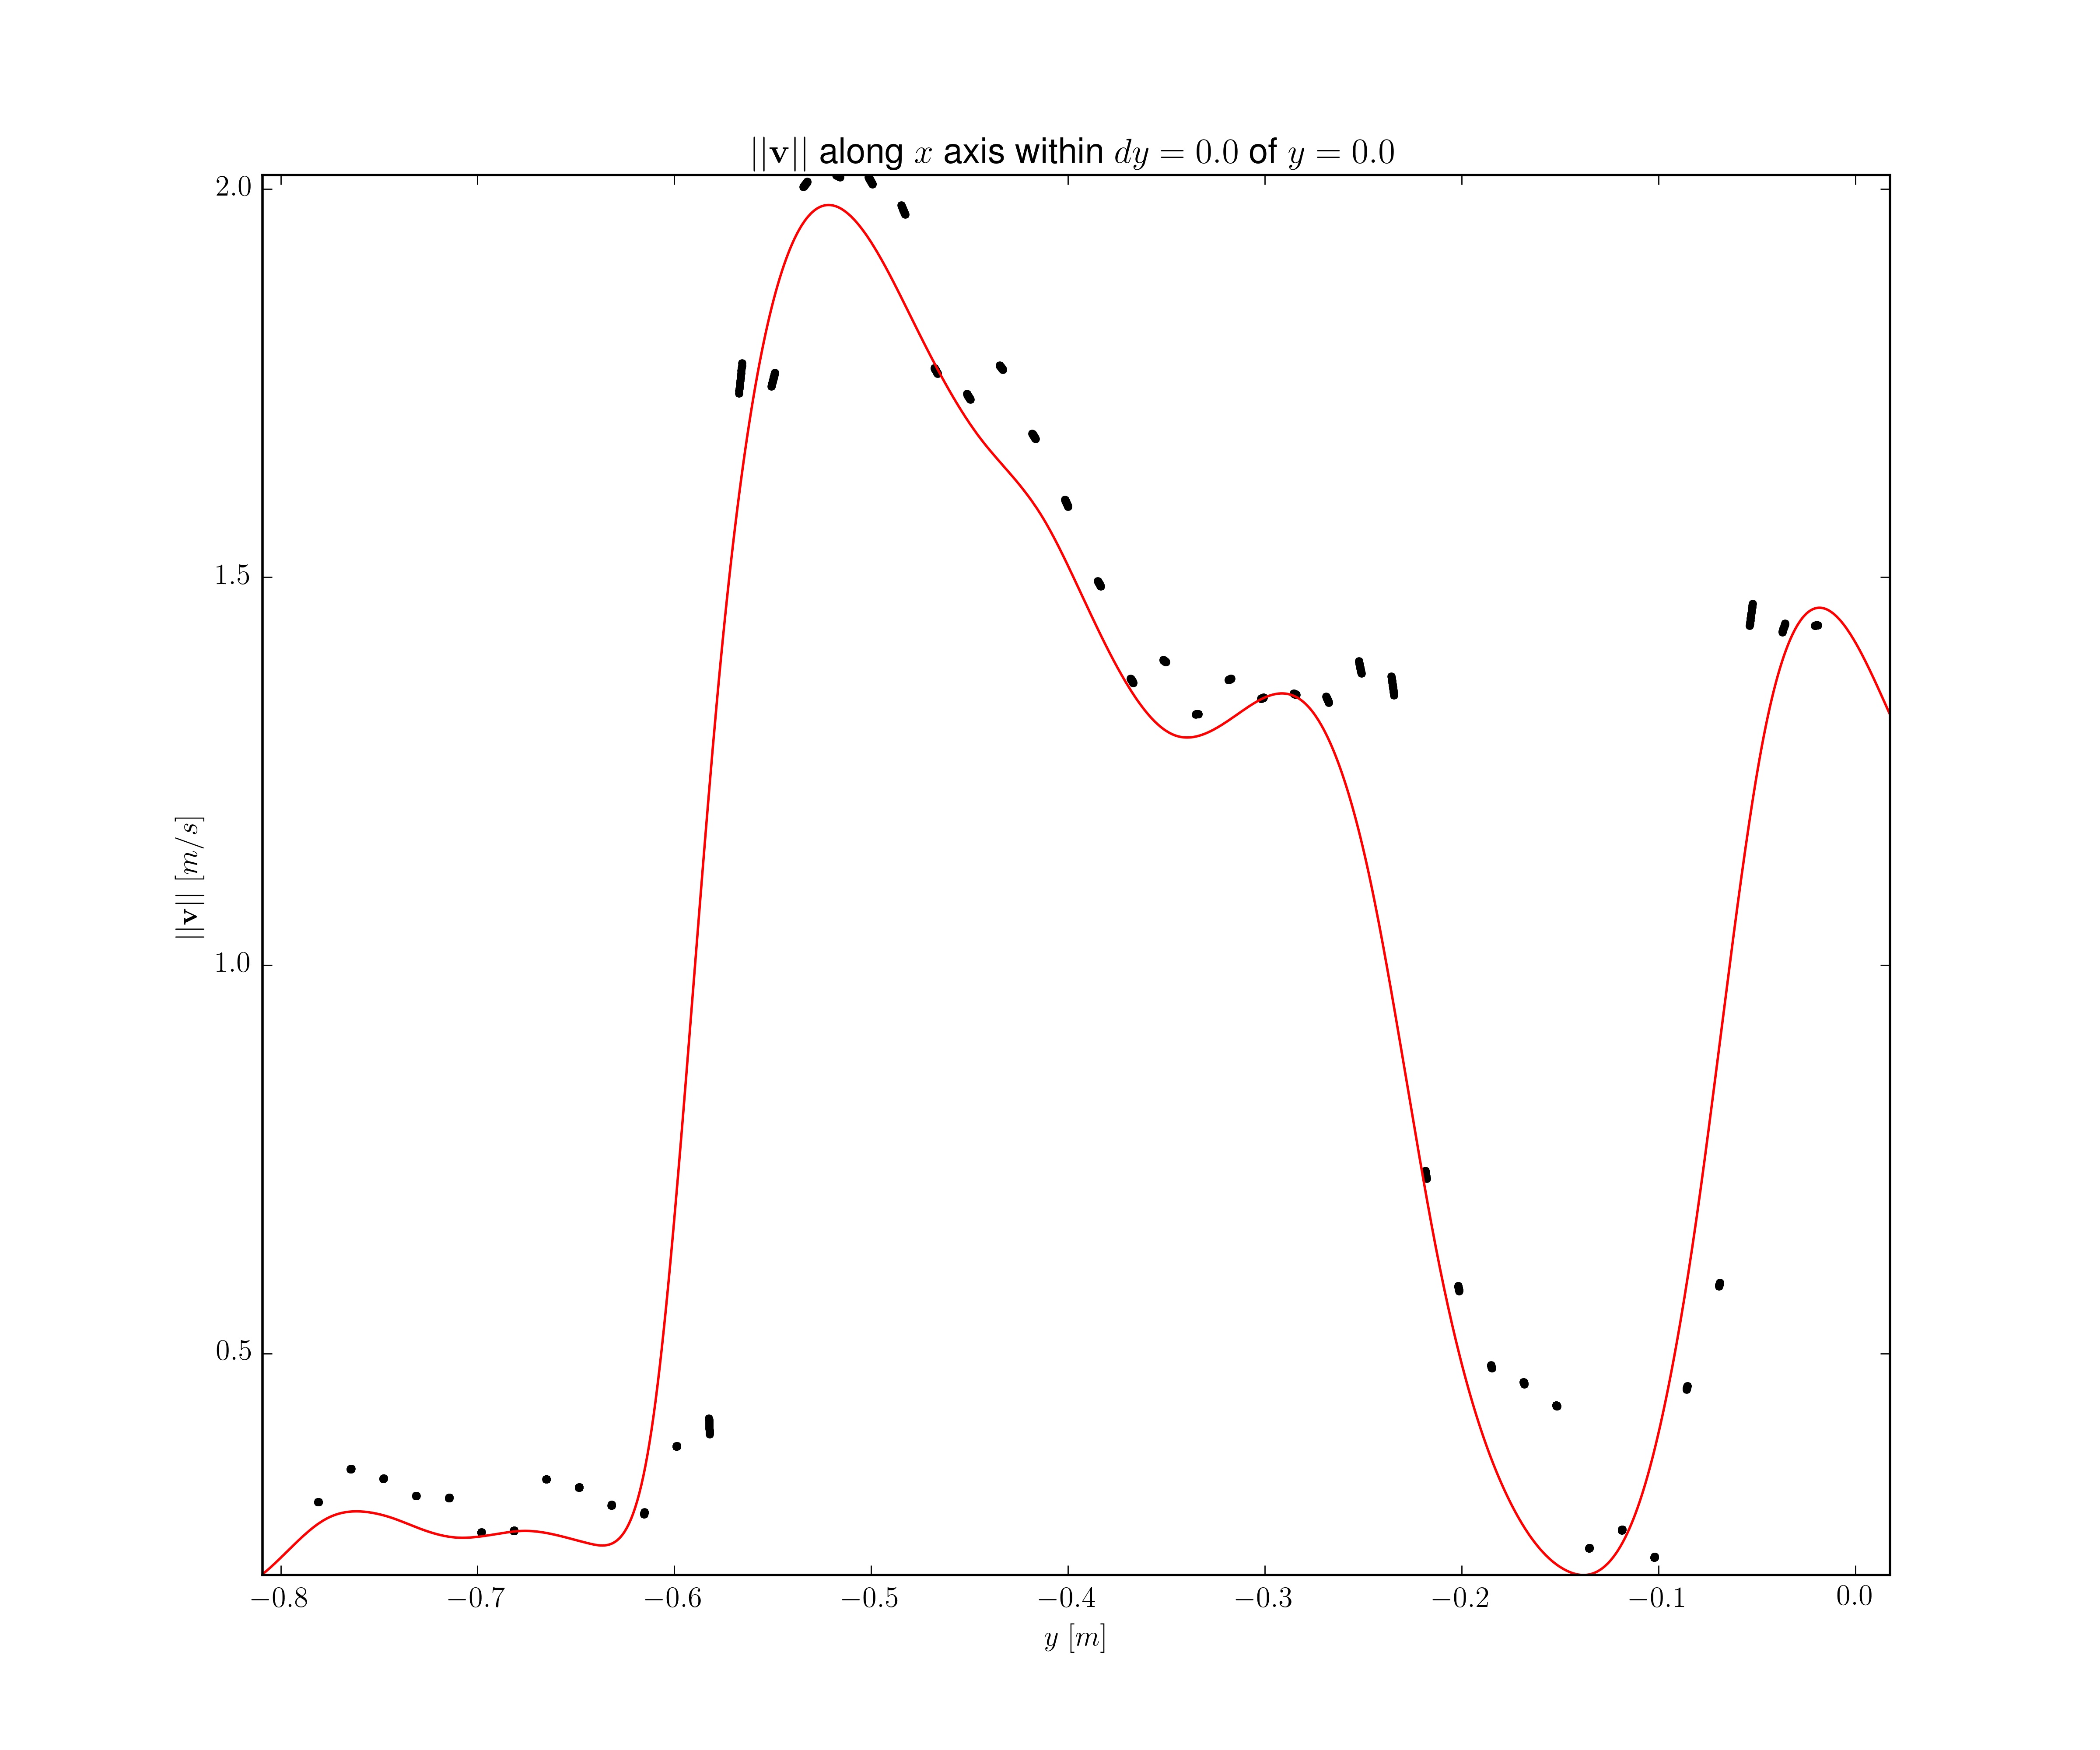 ||v|| along x axis within dy = 0.0 of y = 0.0
2.0
1.5
1.0
0.5
||v|| [m/s]
−0.8 −0.7 −0.6 −0.5 −0.4 −0.3 −0.2 −0.1 0.0
y [m]